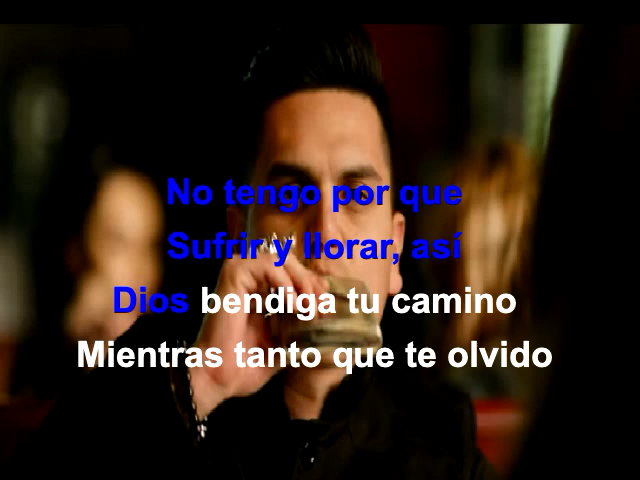 No tengo por que
Sufrir y llorar, así
Dios bendiga tu camino
Mientras tanto que te olvido